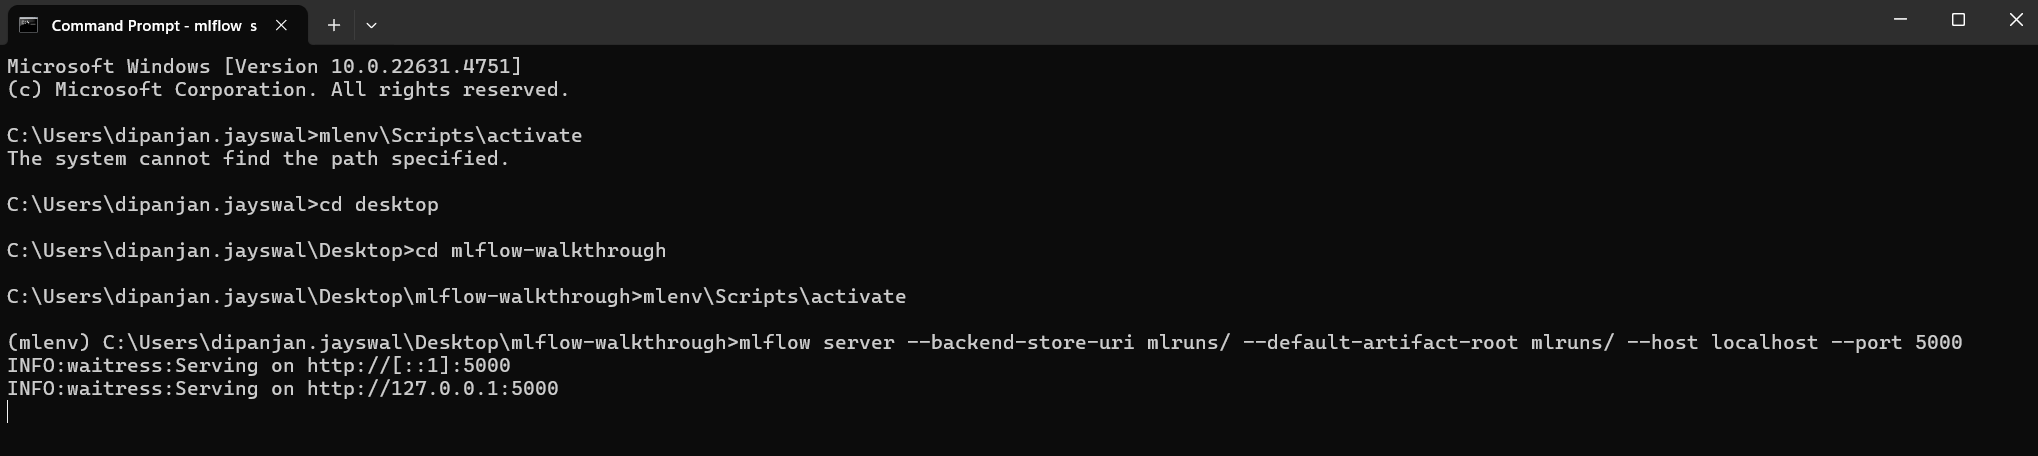 Command Prompt - mlflow  s
Microsoft Windows [Version 10.0.22631.4751]
(c) Microsoft Corporation. All rights reserved.
C:\Users\dipanjan.jayswal>mlenv\Scripts\activate
The system cannot find the path specified.
C:\Users\dipanjan.jayswal>cd desktop
C:\Users\dipanjan.jayswal\Desktop>cd mlflow-walkthrough
C:\Users\dipanjan.jayswal\Desktop\mlflow-walkthrough>mlenv\Scripts\activate
(mlenv) C:\Users\dipanjan.jayswal\Desktop\mlflow-walkthrough>mlflow server --backend-store-uri mlruns/ --default-artifact-root mlruns/ --host localhost --port 5000
INFO:waitress:Serving on http://[::1]:5000
INFO:waitress:Serving on http://127.0.0.1:5000